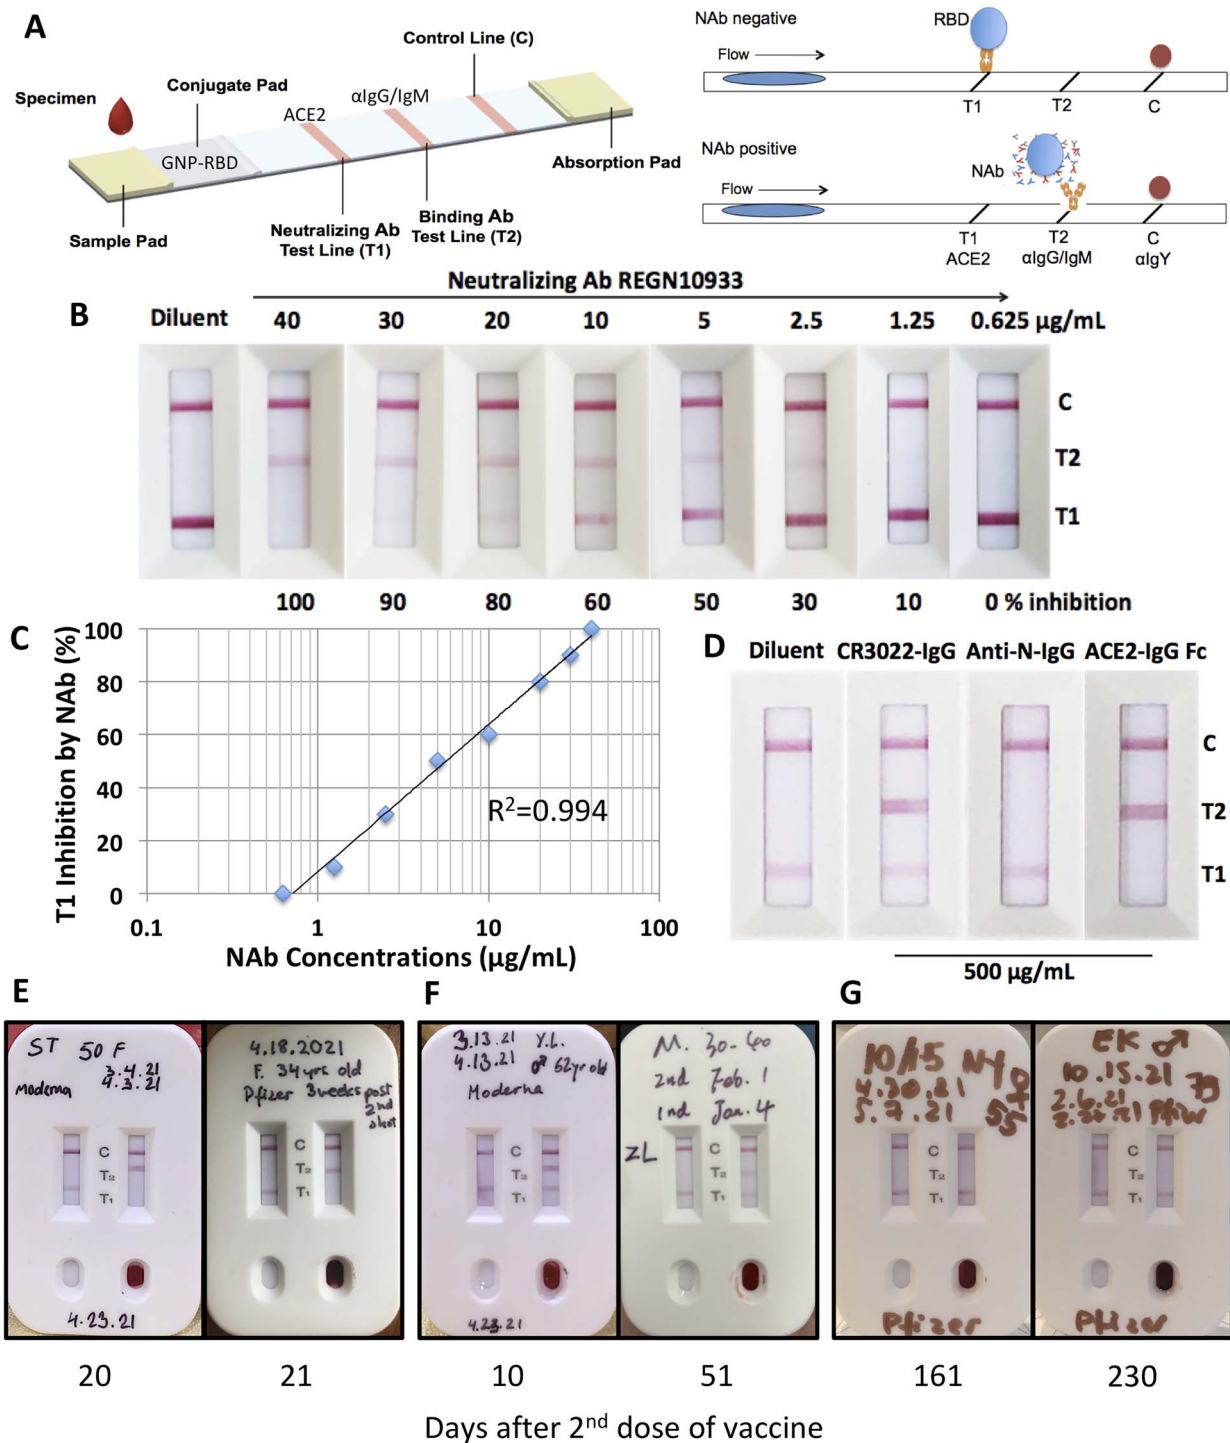 A
Control Line (C)
Conjugate Pad
Specimen
ACE2
αIgG/IgM
GNP-RBD
Absorption Pad
Sample Pad
Neutralizing Ab
Test Line (T1)
Binding Ab
Test Line (T2)
NAb negative
RBD
Flow
T1
T2
C
NAb positive
Flow
NAb
T1
ACE2
T2
αIgG/IgM
C
αIgY
B
Neutralizing Ab REGN10933
Diluent 40 30 20 10 5 2.5 1.25 0.625 μg/mL
C
T2
T1
100 90 80 60 50 30 10 0 % inhibition
C
T1 Inhibition by NAb (%)
100
80
60
40
20
0
R²=0.994
0.1 1 10 100
NAb Concentrations (μg/mL)
D
Diluent CR3022-IgG Anti-N-IgG ACE2-IgG Fc
C
T2
T1
500 μg/mL
E
ST 50 F
3.4.21
4.3.21
Moderna
C
T2
T1
4.23.21
4.18.2021
F. 34 yrs old
Pfizer 3 weeks post
2nd
shot
C
T2
T1
F
3.13.21 Y.L.
4.13.21 ♂ 62yr old
Moderna
C
T2
T1
4.23.21
M. 30-40
2nd Feb. 1
1nd Jan. 4
ZL
C
T2
T1
G
10/15 NY ♀
4.30.21 55
5.7.21
C
T2
T1
Pfizer
EK ♂
10.15.21
2.6.21
Pfizer
C
T2
T1
Pfizer
20 21 10 51 161 230
Days after 2nd dose of vaccine